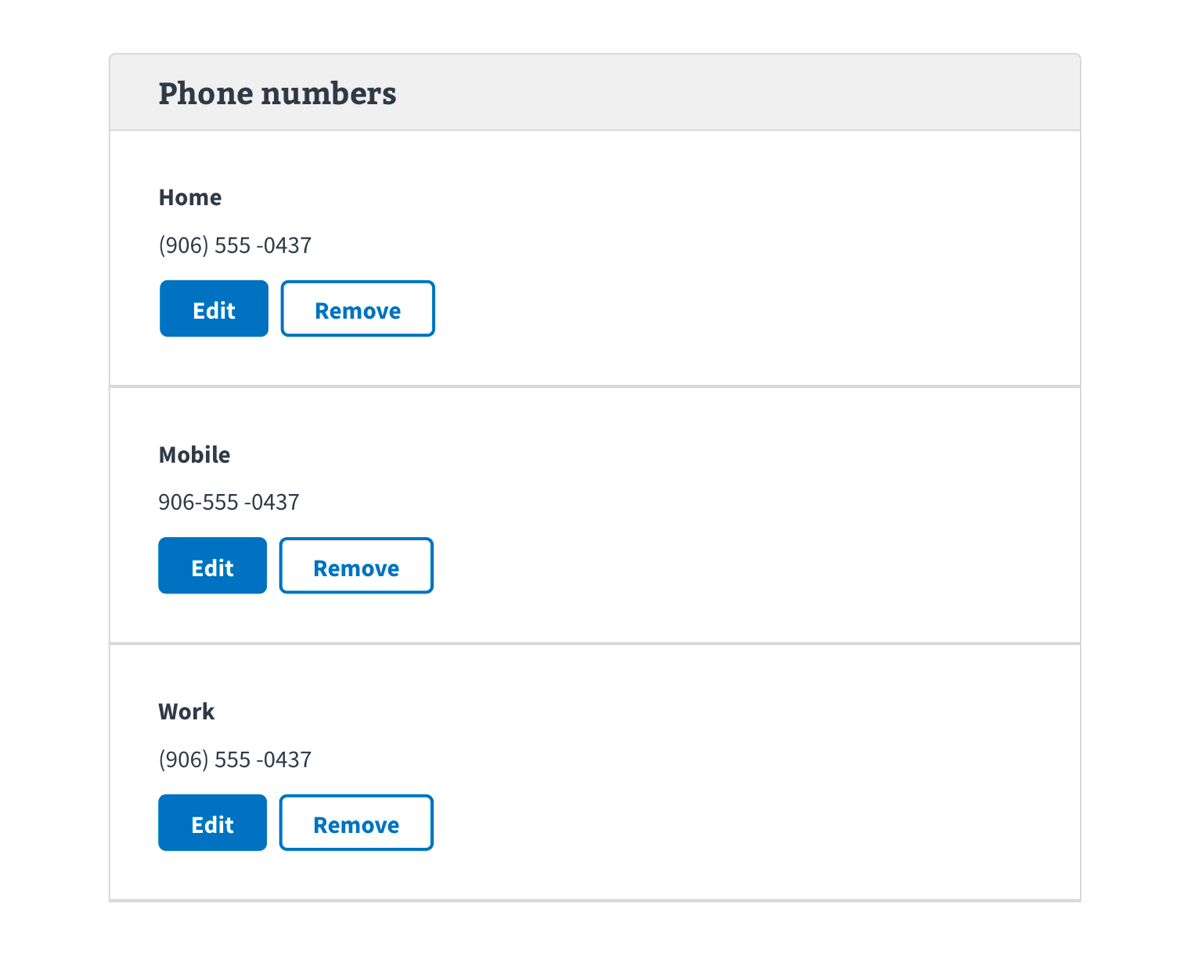 Phone numbers
Home
(906) 555 -0437
Edit Remove
Mobile
906-555 -0437
Edit Remove
Work
(906) 555 -0437
Edit Remove